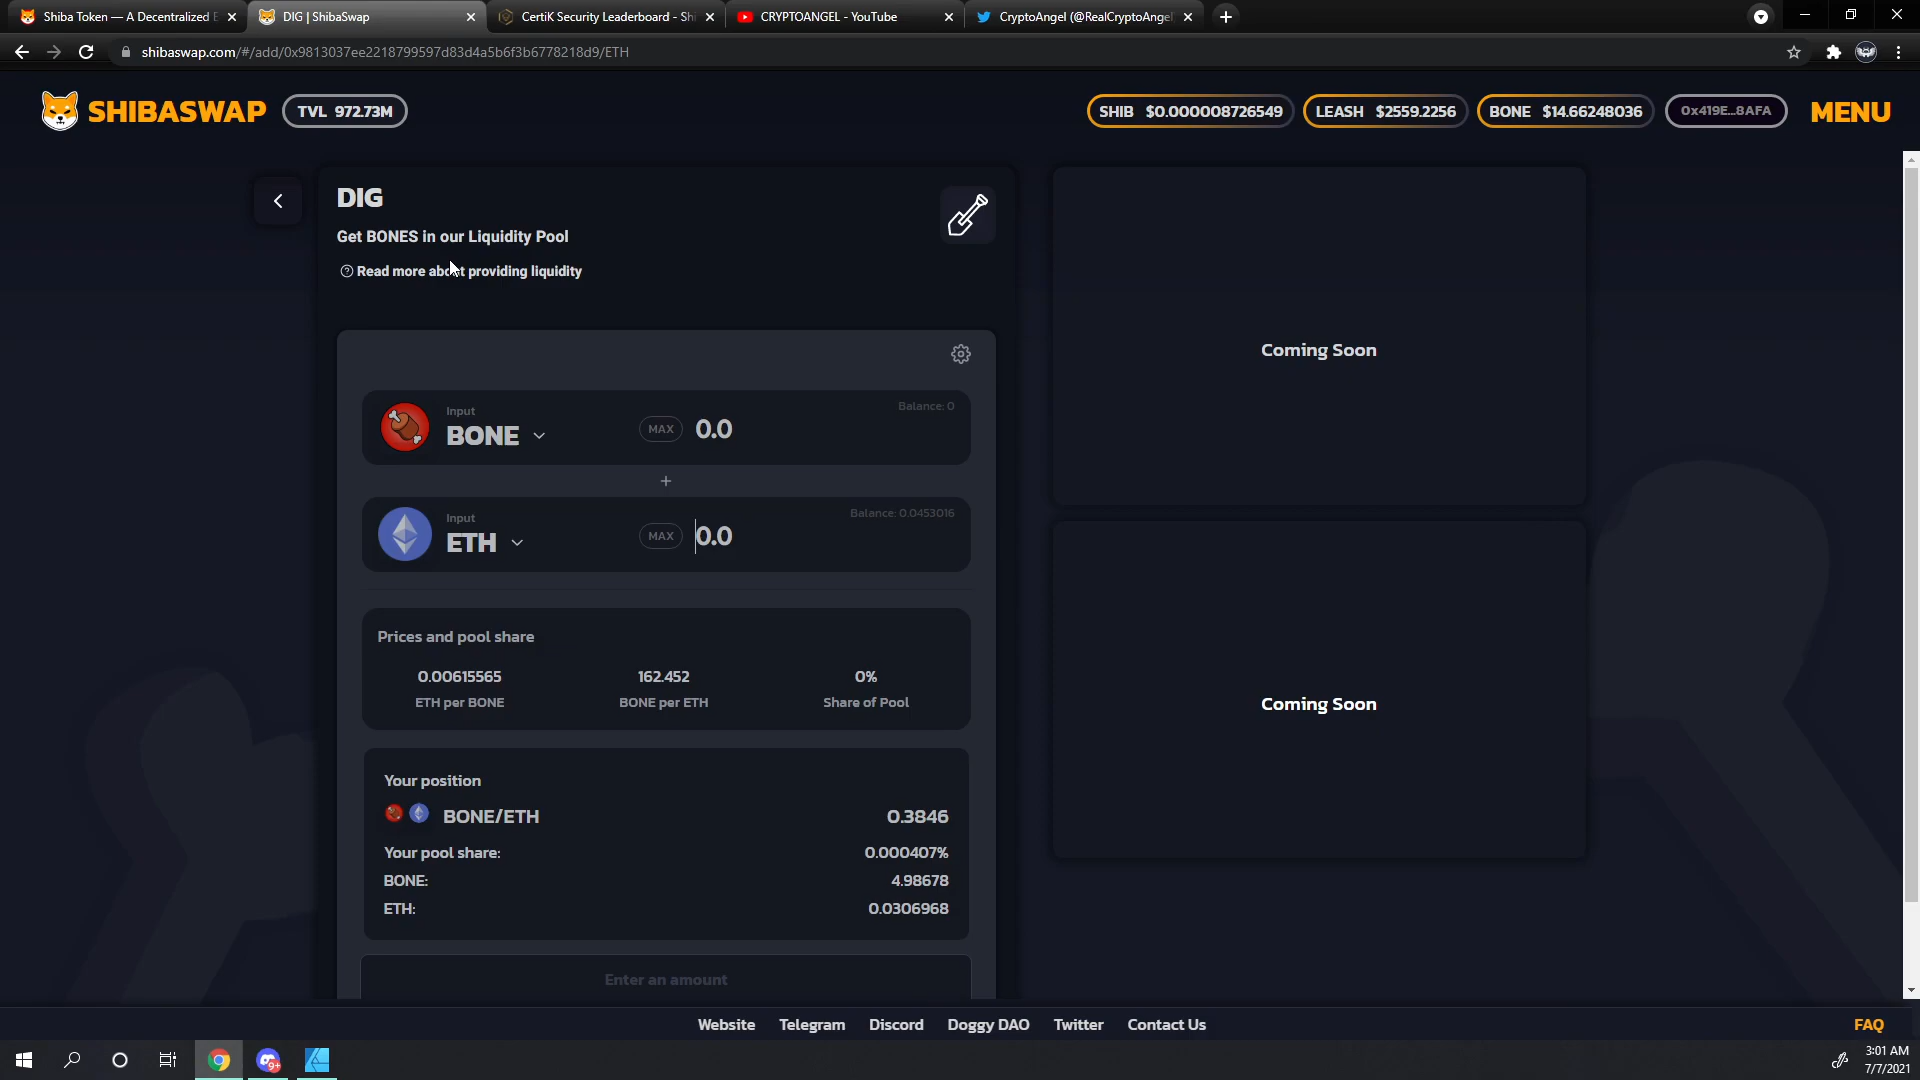 Shiba Token — A Decentralized E
DIG | ShibaSwap
CertiK Security Leaderboard - Shi
CRYPTOANGEL - YouTube
CryptoAngel (@RealCryptoAngel
shibaswap.com/#/add/0x9813037ee2218799597d83d4a5b6f3b6778218d9/ETH
SHIBASWAP
TVL 972.73M
SHIB $0.000008726549
LEASH $2559.2256
BONE $14.66248036
0x419E...8AFA
MENU
DIG
Get BONES in our Liquidity Pool
Read more about providing liquidity
Input
BONE
MAX
0.0
Balance: 0
+
Input
ETH
MAX
0.0
Balance: 0.0453016
Prices and pool share
0.00615565 162.452 0%
ETH per BONE BONE per ETH Share of Pool
Your position
BONE/ETH 0.3846
Your pool share: 0.000407%
BONE: 4.98678
ETH: 0.0306968
Enter an amount
Coming Soon
Coming Soon
Website Telegram Discord Doggy DAO Twitter Contact Us
FAQ
9+
3:01 AM
7/7/2021